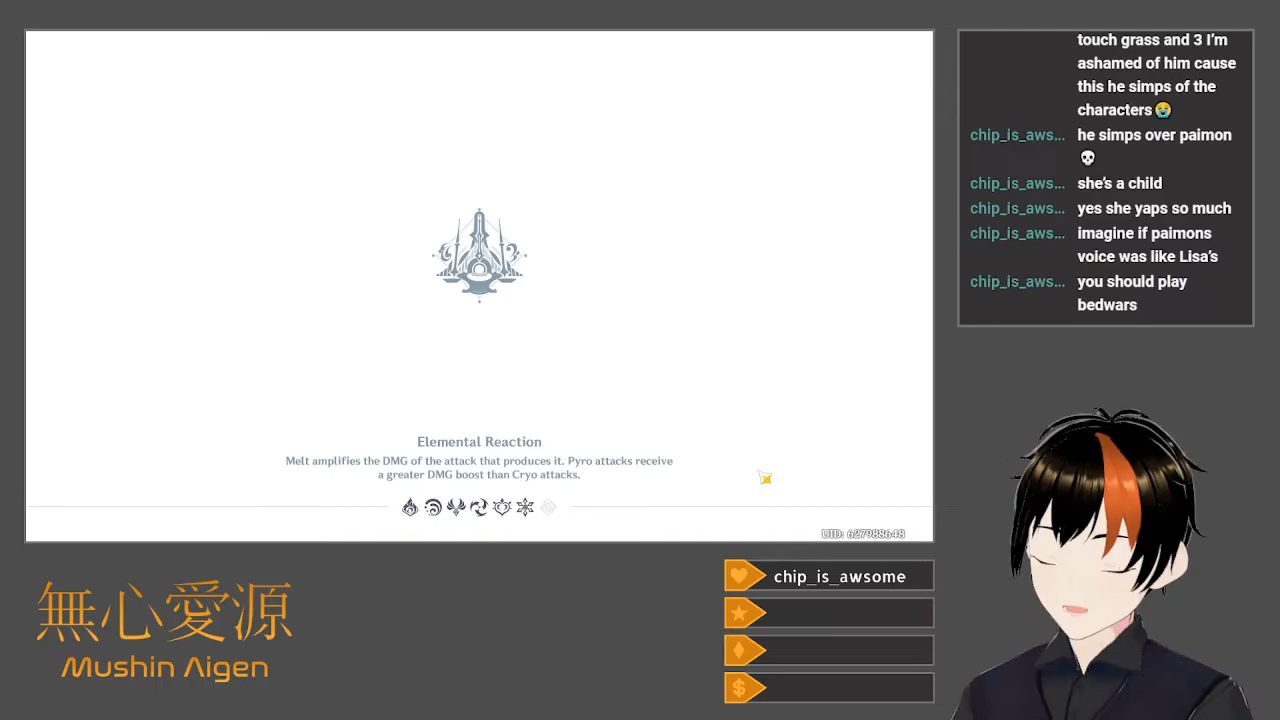 touch grass and 3 I'm
ashamed of him cause
this he simps of the
characters😭
chip_is_aws... he simps over paimon
💀
chip_is_aws... she's a child
chip_is_aws... yes she yaps so much
chip_is_aws... imagine if paimons
voice was like Lisa's
chip_is_aws... you should play
bedwars
Elemental Reaction
Melt amplifies the DMG of the attack that produces it. Pyro attacks receive
a greater DMG boost than Cryo attacks.
UID: 627988648
chip_is_awsome
無心愛源
Mushin Aigen